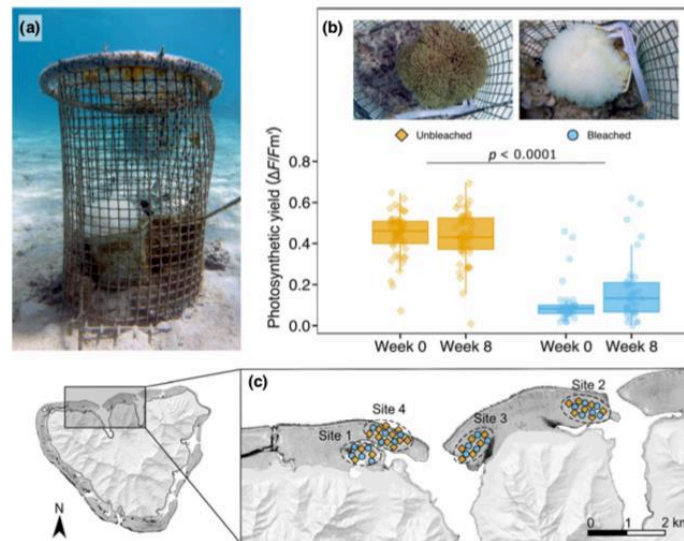 (a)
(b)
Unbleached
Bleached
p < 0.0001
Photosynthetic yield (ΔF/Fm')
0.8
0.6
0.4
0.2
0.0
Week 0 Week 8 Week 0 Week 8
(c)
Site 1
Site 4
Site 3
Site 2
N
0 1 2 km